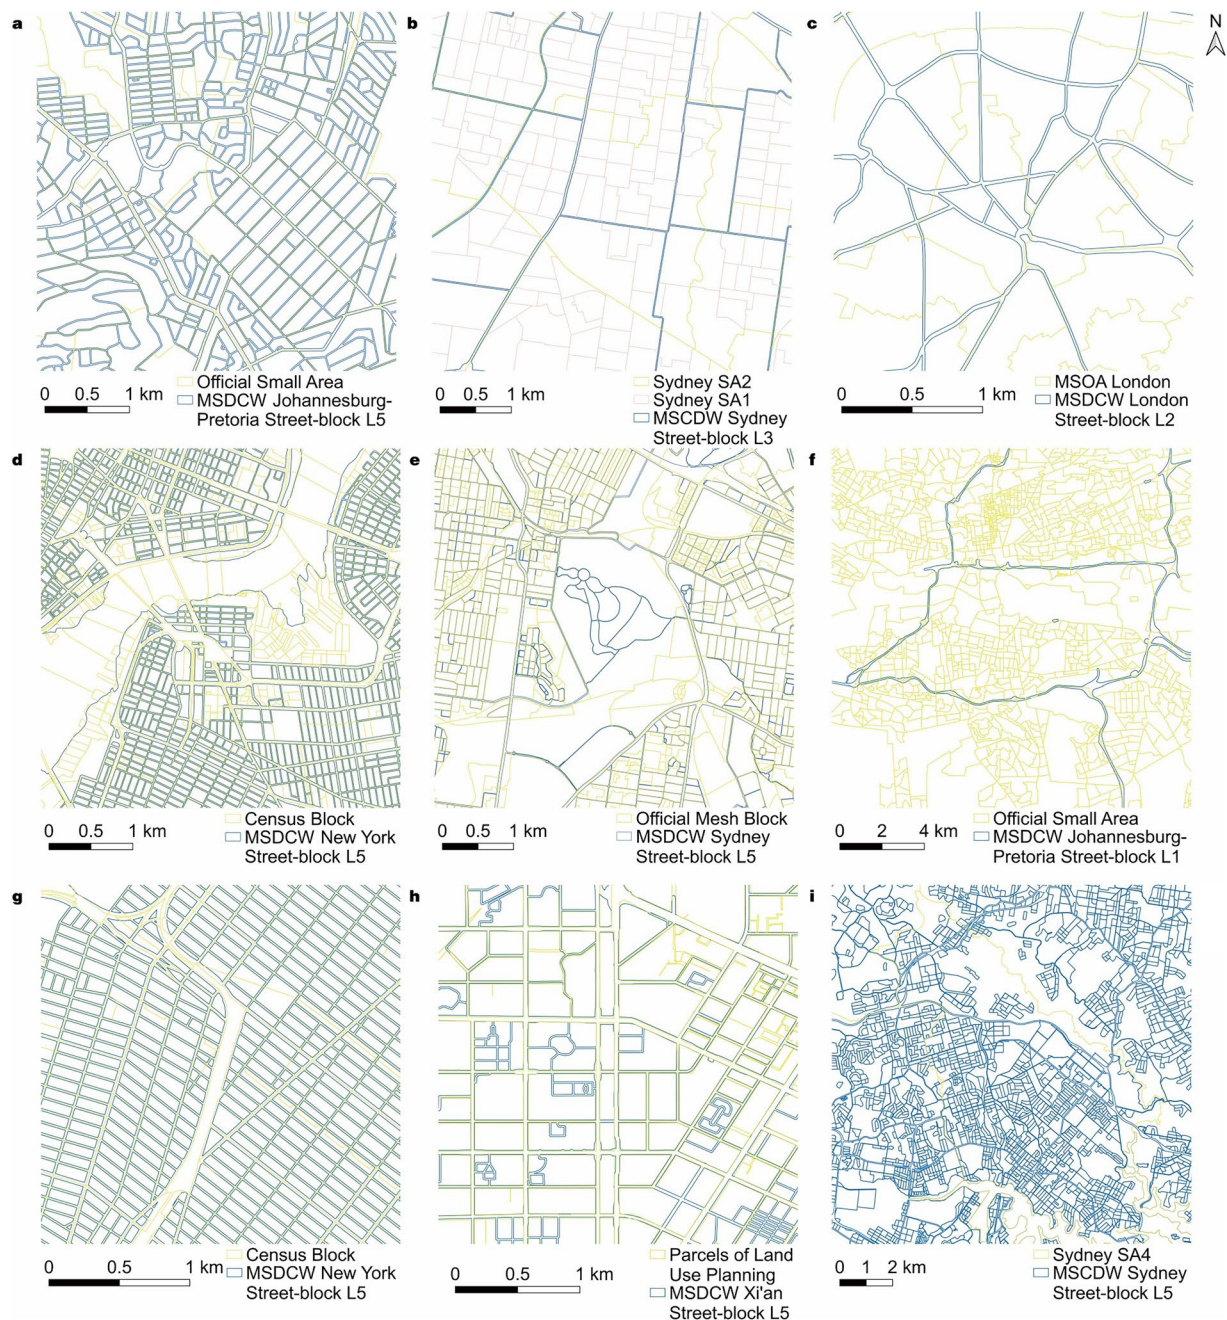 a
b
c
N
0 0.5 1 km
Official Small Area
MSDCW Johannesburg-
Pretoria Street-block L5
0 0.5 1 km
Sydney SA2
Sydney SA1
MSCDW Sydney
Street-block L3
0 0.5 1 km
MSOA London
MSDCW London
Street-block L2
d
e
f
0 0.5 1 km
Census Block
MSDCW New York
Street-block L5
0 0.5 1 km
Official Mesh Block
MSDCW Sydney
Street-block L5
0 2 4 km
Official Small Area
MSDCW Johannesburg-
Pretoria Street-block L1
g
h
i
0 0.5 1 km
Census Block
MSDCW New York
Street-block L5
0 0.5 1 km
Parcels of Land
Use Planning
MSDCW Xi'an
Street-block L5
0 1 2 km
Sydney SA4
MSCDW Sydney
Street-block L5